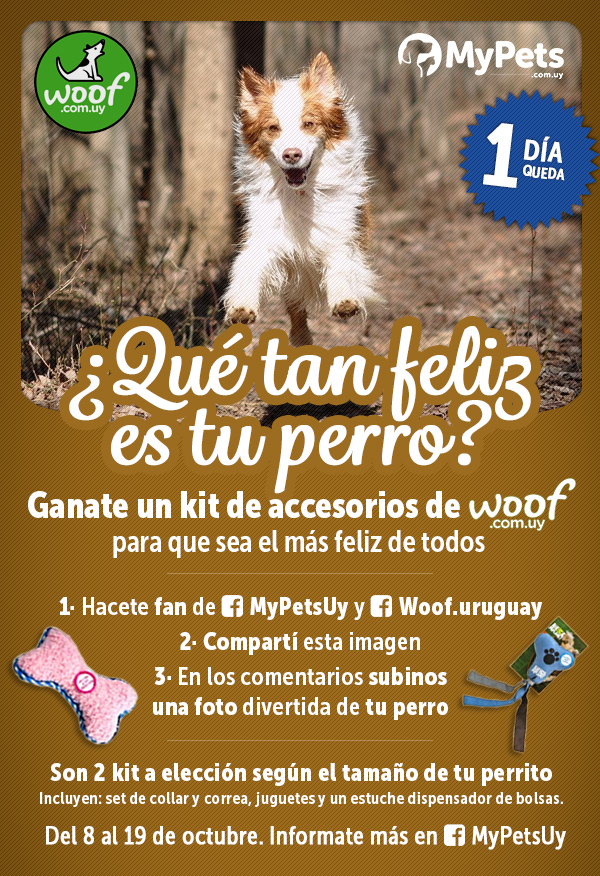 woof
.com.uy
MyPets
.com.uy
1 DÍA
QUEDA
¿Qué tan feliz
es tu perro?
Ganate un kit de accesorios de woof
.com.uy
para que sea el más feliz de todos
1· Hacete fan de MyPetsUy y Woof.uruguay
2· Compartí esta imagen
3· En los comentarios subinos
una foto divertida de tu perro
Son 2 kit a elección según el tamaño de tu perrito
Incluyen: set de collar y correa, juguetes y un estuche dispensador de bolsas.
Del 8 al 19 de octubre. Informate más en MyPetsUy